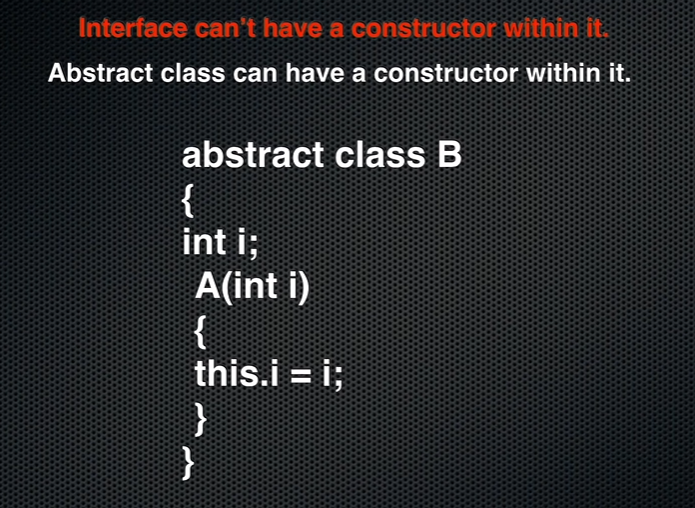 Interface can't have a constructor within it.
Abstract class can have a constructor within it.
abstract class B
{
int i;
A(int i)
{
this.i = i;
}
}